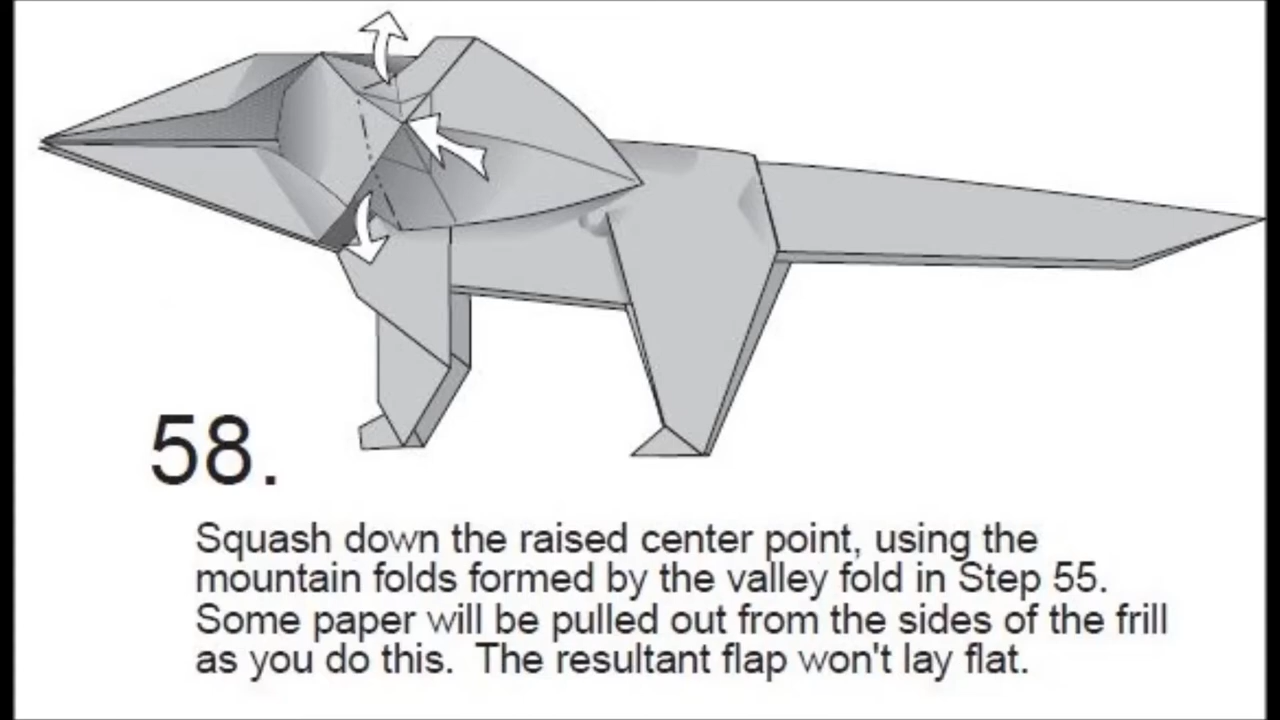 58.
Squash down the raised center point, using the
mountain folds formed by the valley fold in Step 55.
Some paper will be pulled out from the sides of the frill
as you do this.  The resultant flap won't lay flat.